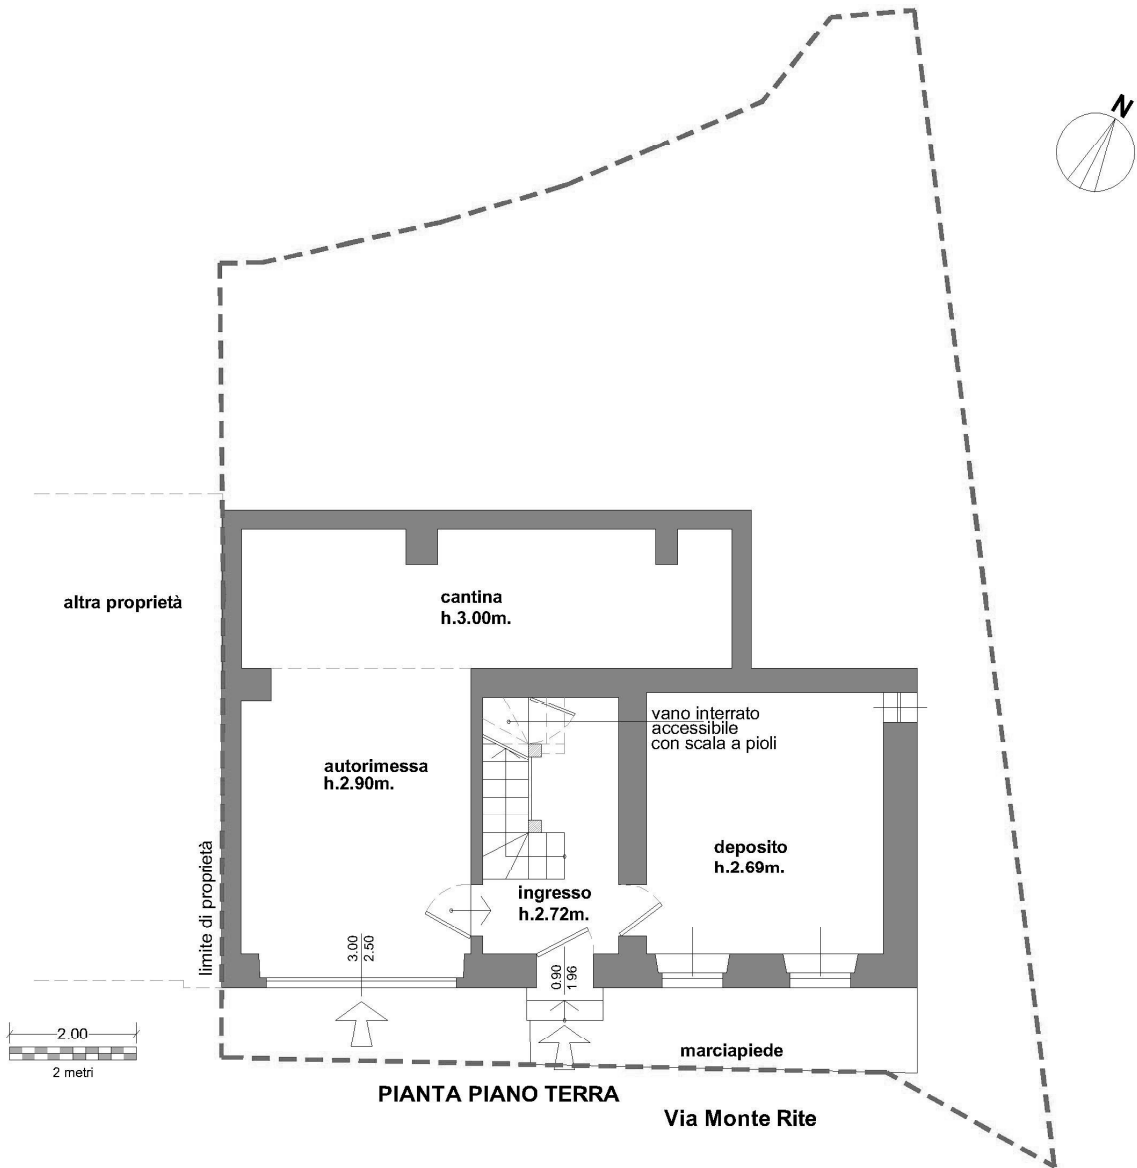 N
altra proprietà
cantina
h.3.00m.
vano interrato
accessibile
con scala a pioli
autorimessa
h.2.90m.
deposito
h.2.69m.
ingresso
h.2.72m.
limite di proprietà
3.00
2.50
0.90
1.96
2.00
2 metri
marciapiede
PIANTA PIANO TERRA
Via Monte Rite